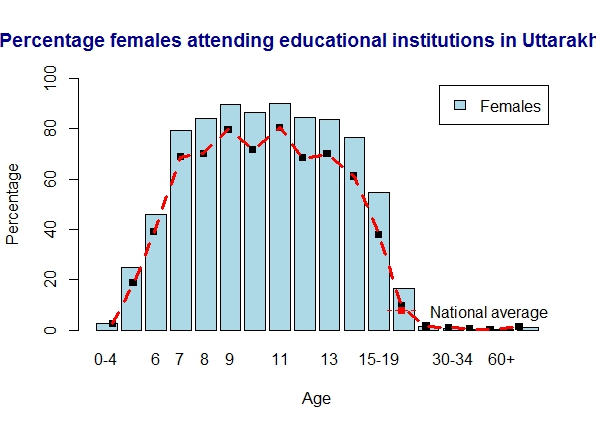 Percentage females attending educational institutions in Uttarakh
100
80
60
40
20
0
Percentage
Females
National average
0-4 6 7 8 9 11 13 15-19 30-34 60+
Age